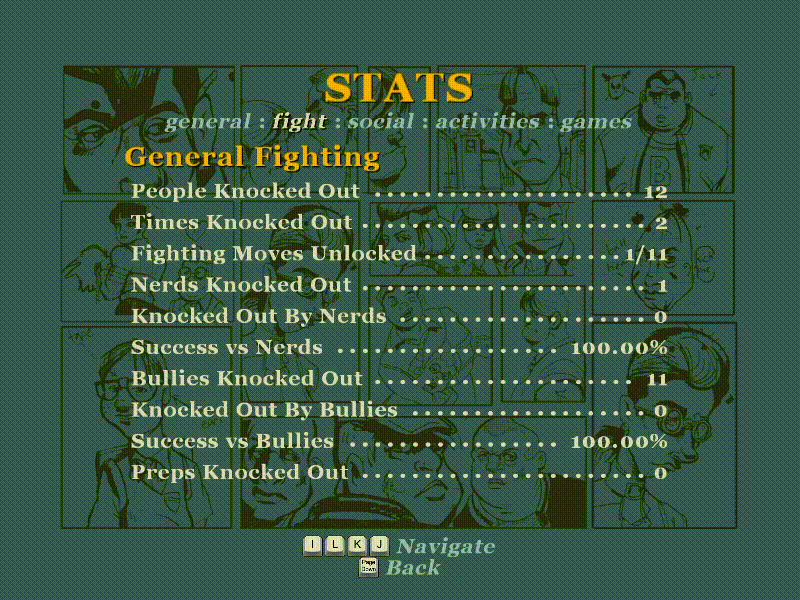 STATS
general : fight : social : activities : games
General Fighting
People Knocked Out ..................... 12
Times Knocked Out ....................... 2
Fighting Moves Unlocked ................ 1/11
Nerds Knocked Out ....................... 1
Knocked Out By Nerds .................... 0
Success vs Nerds .................. 100.00%
Bullies Knocked Out ..................... 11
Knocked Out By Bullies ................... 0
Success vs Bullies ................. 100.00%
Preps Knocked Out ....................... 0
I L K J Navigate
Page Down Back